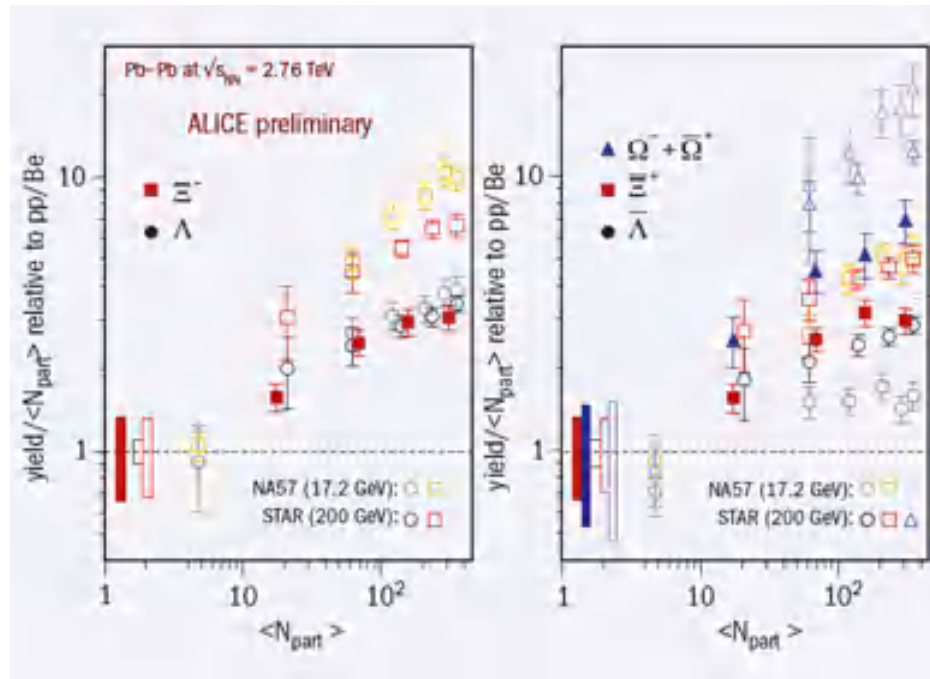 Pb–Pb at √sNN = 2.76 TeV
ALICE preliminary
Ξ-
Λ
yield/<Npart> relative to pp/Be
10
1
NA57 (17.2 GeV):
STAR (200 GeV):
1 10 10²
<Npart>
Ω- + Ω̄+
Ξ+
Λ̄
yield/<Npart> relative to pp/Be
10
1
NA57 (17.2 GeV):
STAR (200 GeV):
1 10 10²
<Npart>